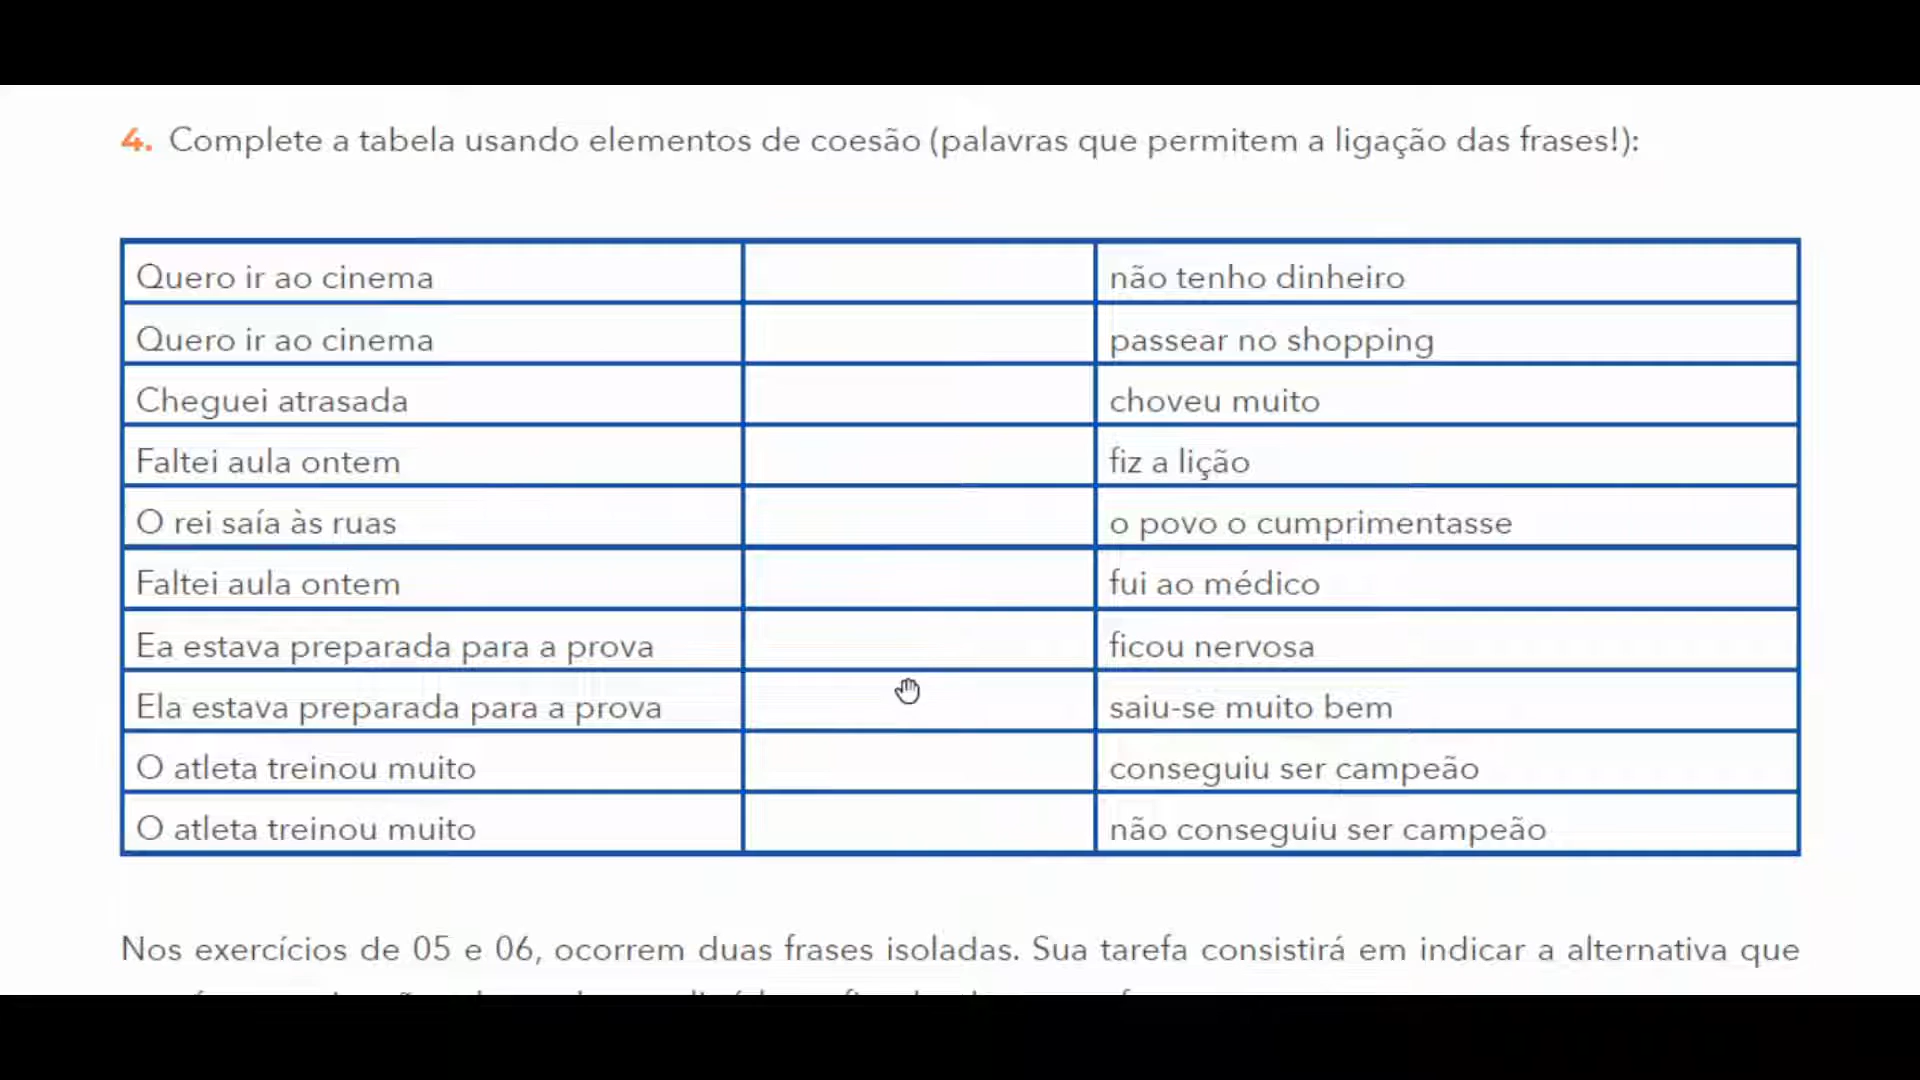 4. Complete a tabela usando elementos de coesão (palavras que permitem a ligação das frases!):
Quero ir ao cinema não tenho dinheiro
Quero ir ao cinema passear no shopping
Cheguei atrasada choveu muito
Faltei aula ontem fiz a lição
O rei saía às ruas o povo o cumprimentasse
Faltei aula ontem fui ao médico
Ea estava preparada para a prova ficou nervosa
Ela estava preparada para a prova saiu-se muito bem
O atleta treinou muito conseguiu ser campeão
O atleta treinou muito não conseguiu ser campeão
Nos exercícios de 05 e 06, ocorrem duas frases isoladas. Sua tarefa consistirá em indicar a alternativa que